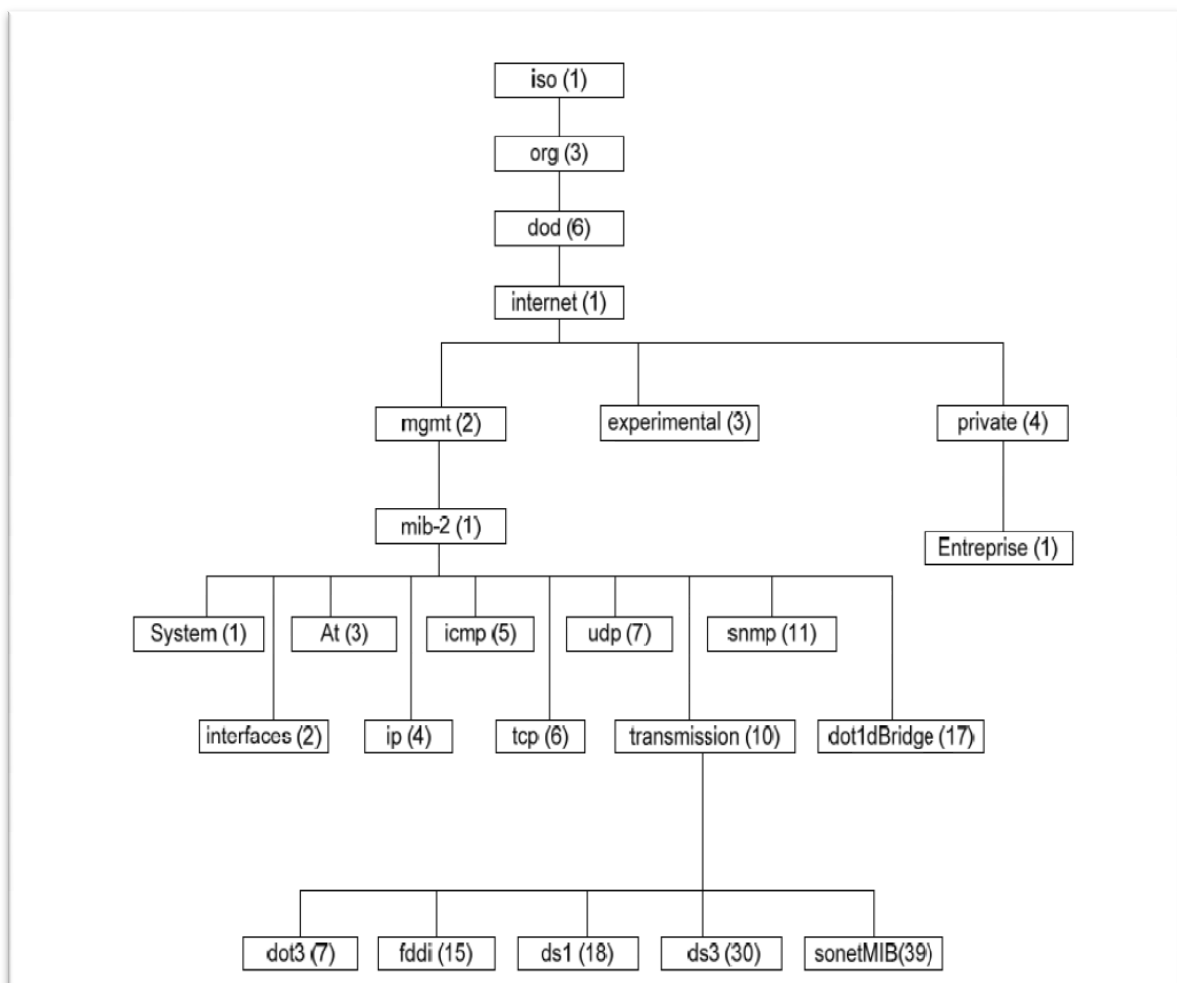 iso (1)
org (3)
dod (6)
internet (1)
mgmt (2)
experimental (3)
private (4)
mib-2 (1)
Entreprise (1)
System (1)
At (3)
icmp (5)
udp (7)
snmp (11)
interfaces (2)
ip (4)
tcp (6)
transmission (10)
dot1dBridge (17)
dot3 (7)
fddi (15)
ds1 (18)
ds3 (30)
sonetMIB(39)